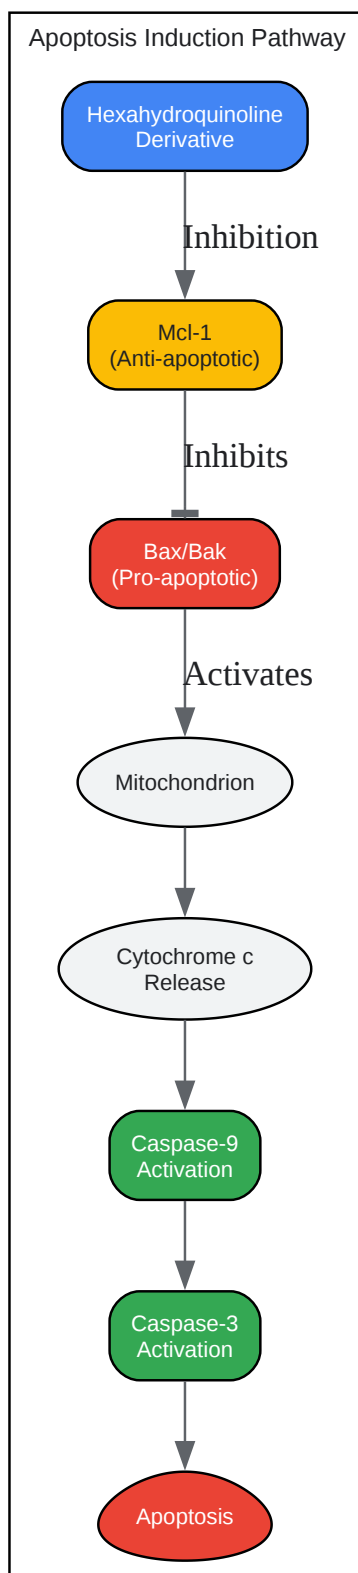 Apoptosis Induction Pathway
Hexahydroquinoline
Derivative
Inhibition
Mcl-1
(Anti-apoptotic)
Inhibits
Bax/Bak
(Pro-apoptotic)
Activates
Mitochondrion
Cytochrome c
Release
Caspase-9
Activation
Caspase-3
Activation
Apoptosis